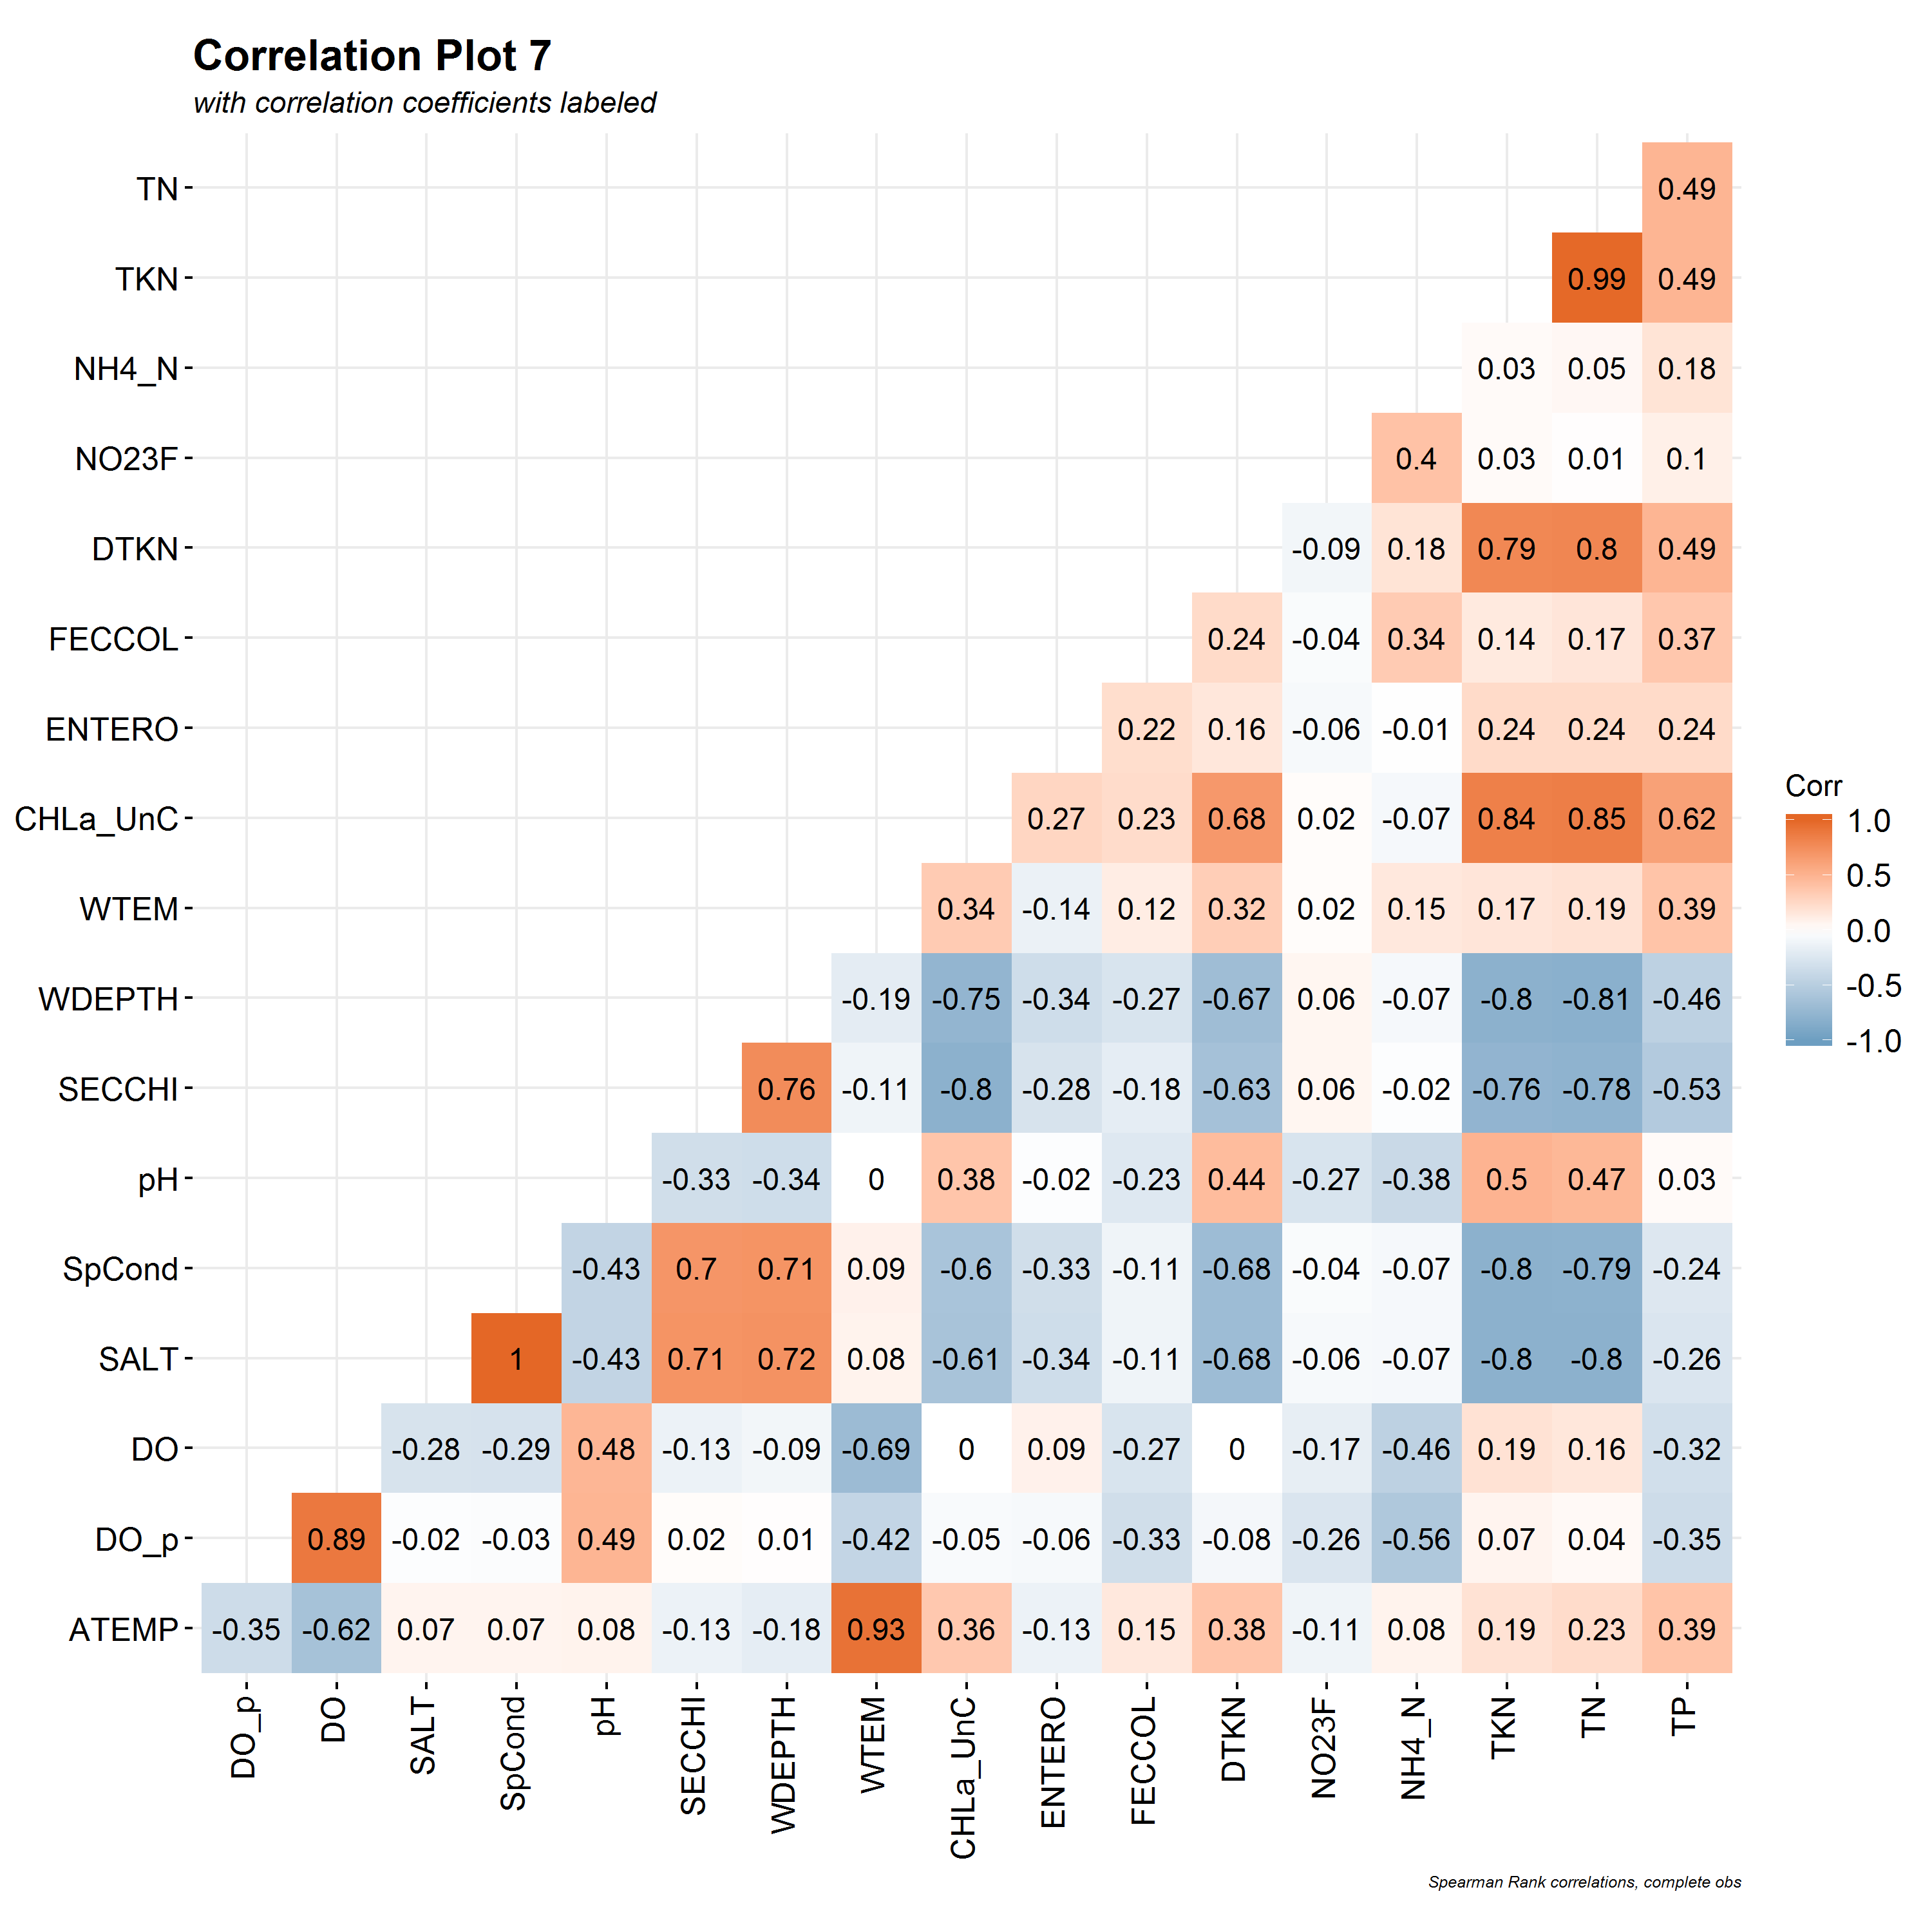 Correlation Plot 7
with correlation coefficients labeled
TN 0.49
TKN 0.99 0.49
NH4_N 0.03 0.05 0.18
NO23F 0.4 0.03 0.01 0.1
DTKN -0.09 0.18 0.79 0.8 0.49
FECCOL 0.24 -0.04 0.34 0.14 0.17 0.37
ENTERO 0.22 0.16 -0.06 -0.01 0.24 0.24 0.24
CHLa_UnC 0.27 0.23 0.68 0.02 -0.07 0.84 0.85 0.62
WTEM 0.34 -0.14 0.12 0.32 0.02 0.15 0.17 0.19 0.39
WDEPTH -0.19 -0.75 -0.34 -0.27 -0.67 0.06 -0.07 -0.8 -0.81 -0.46
SECCHI 0.76 -0.11 -0.8 -0.28 -0.18 -0.63 0.06 -0.02 -0.76 -0.78 -0.53
pH -0.33 -0.34 0 0.38 -0.02 -0.23 0.44 -0.27 -0.38 0.5 0.47 0.03
SpCond -0.43 0.7 0.71 0.09 -0.6 -0.33 -0.11 -0.68 -0.04 -0.07 -0.8 -0.79 -0.24
SALT 1 -0.43 0.71 0.72 0.08 -0.61 -0.34 -0.11 -0.68 -0.06 -0.07 -0.8 -0.8 -0.26
DO -0.28 -0.29 0.48 -0.13 -0.09 -0.69 0 0.09 -0.27 0 -0.17 -0.46 0.19 0.16 -0.32
DO_p 0.89 -0.02 -0.03 0.49 0.02 0.01 -0.42 -0.05 -0.06 -0.33 -0.08 -0.26 -0.56 0.07 0.04 -0.35
ATEMP -0.35 -0.62 0.07 0.07 0.08 -0.13 -0.18 0.93 0.36 -0.13 0.15 0.38 -0.11 0.08 0.19 0.23 0.39
DO_p DO SALT SpCond pH SECCHI WDEPTH WTEM CHLa_UnC ENTERO FECCOL DTKN NO23F NH4_N TKN TN TP
Corr
1.0
0.5
0.0
-0.5
-1.0
Spearman Rank correlations, complete obs